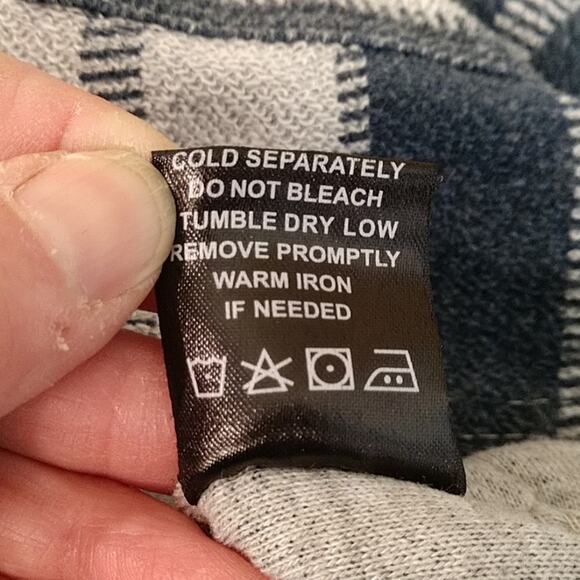 COLD SEPARATELY
DO NOT BLEACH
TUMBLE DRY LOW
REMOVE PROMPTLY
WARM IRON
IF NEEDED